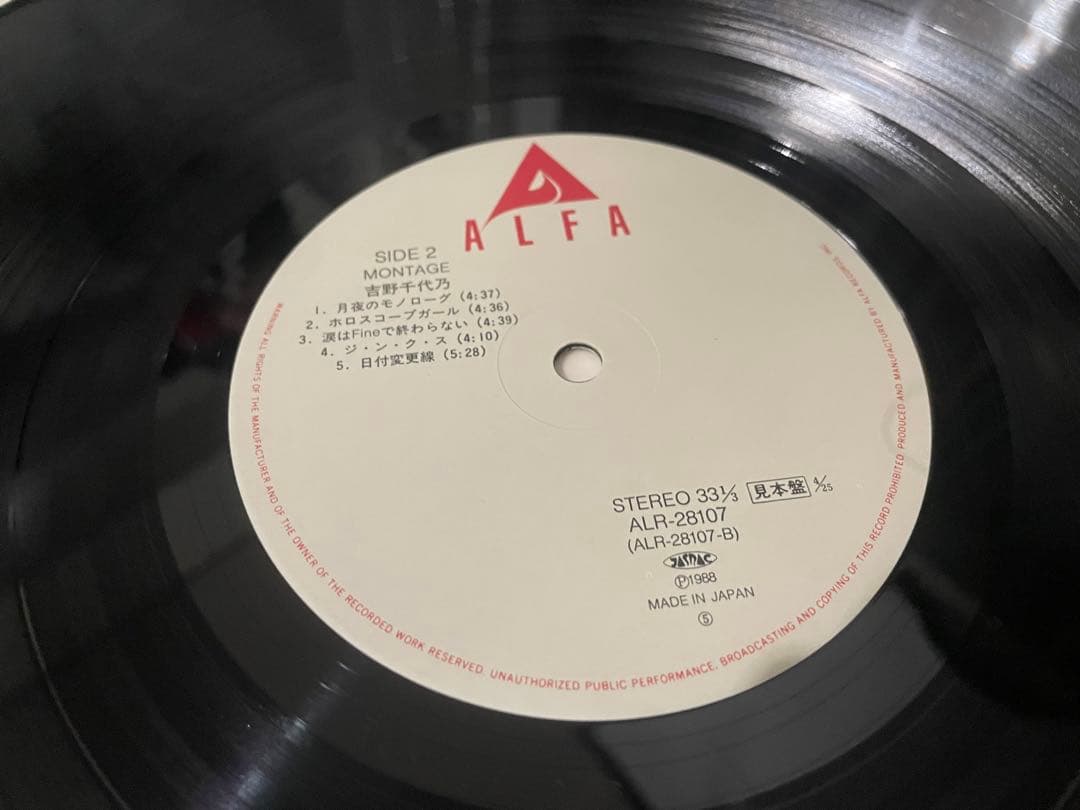 ALFA
SIDE 2
MONTAGE
吉野千代乃
1. 月夜のモノローグ (4:37)
2. ホロスコープガール (4:36)
3. 涙はFineで終わらない (4:39)
4. ジ・ン・ク・ス (4:10)
5. 日付変更線 (5:28)
STEREO 33 1/3 見本盤 4/25
ALR-28107
(ALR-28107-B)
JASRAC
Ⓟ1988
MADE IN JAPAN
⑤
WARNING: ALL RIGHTS OF THE MANUFACTURER AND OF THE OWNER OF THE RECORDED WORK RESERVED. UNAUTHORIZED PUBLIC PERFORMANCE, BROADCASTING AND COPYING OF THIS RECORD PROHIBITED. PRODUCED AND MANUFACTURED BY ALFA RECORDS, INC.